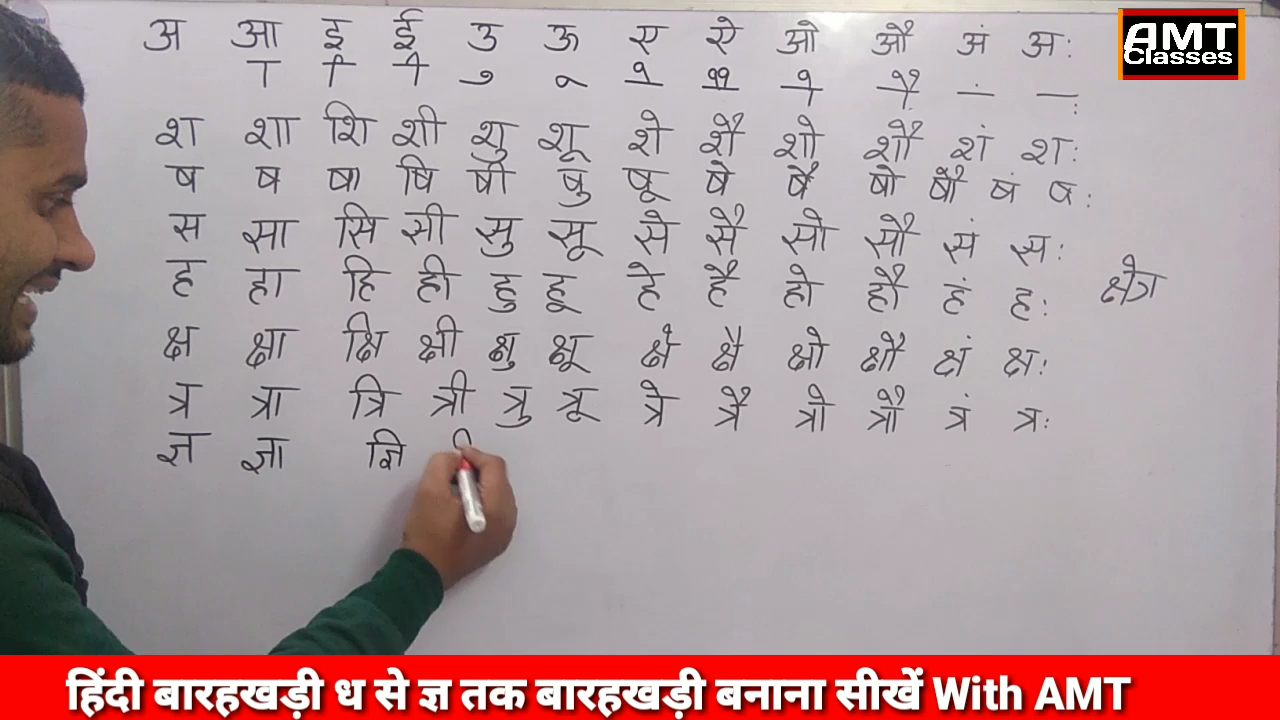 अ आ इ ई उ ऊ ए ऐ ओ औ अं अः
ा ि ी ु ू े ै ो ौ ं ः
श शा शि शी शु शू शे शै शो शौ शं शः
ष ष षा षि षी षु षू षे षै षो षौ षं षः
स सा सि सी सु सू से सै सो सौ सं सः
ह हा हि ही हु हू हे है हो हौ हं हः
क्षेत्र
क्ष क्षा क्षि क्षी क्षु क्षू क्षे क्षै क्षो क्षौ क्षं क्षः
त्र त्रा त्रि त्री त्रु त्रू त्रे त्रै त्रो त्रौ त्रं त्रः
ज्ञ ज्ञा ज्ञि
AMT
Classes
हिंदी बारहखड़ी ध से ज्ञ तक बारहखड़ी बनाना सीखें With AMT